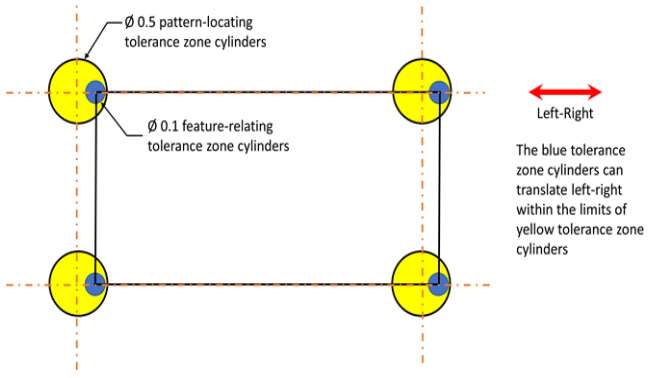 Ø 0.5 pattern-locating
tolerance zone cylinders
Ø 0.1 feature-relating
tolerance zone cylinders
Left-Right
The blue tolerance
zone cylinders can
translate left-right
within the limits of
yellow tolerance zone
cylinders